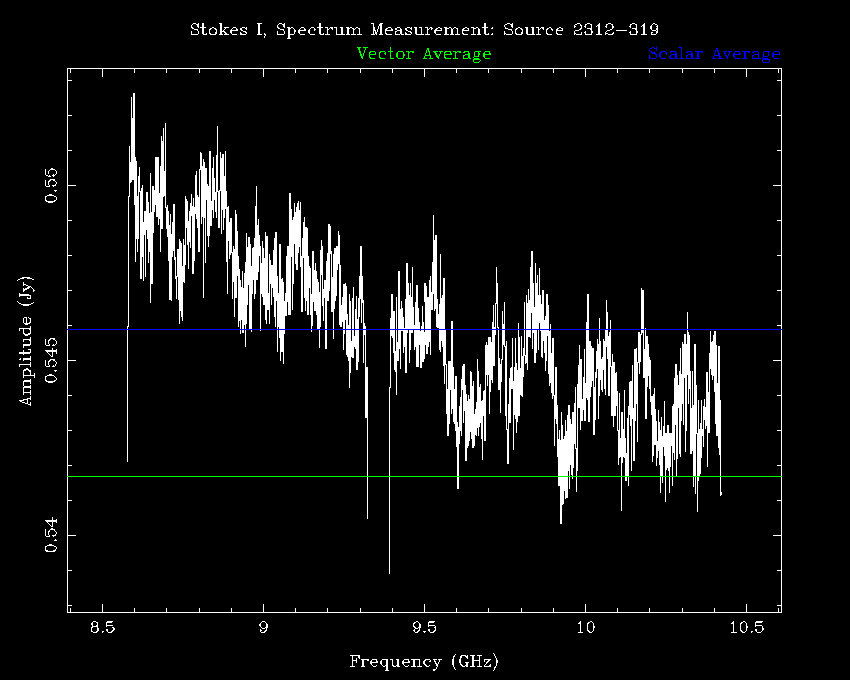 Stokes I, Spectrum Measurement: Source 2312−319
Vector Average Scalar Average
0.55
0.545
0.54
Amplitude (Jy)
8.5 9 9.5 10 10.5
Frequency (GHz)